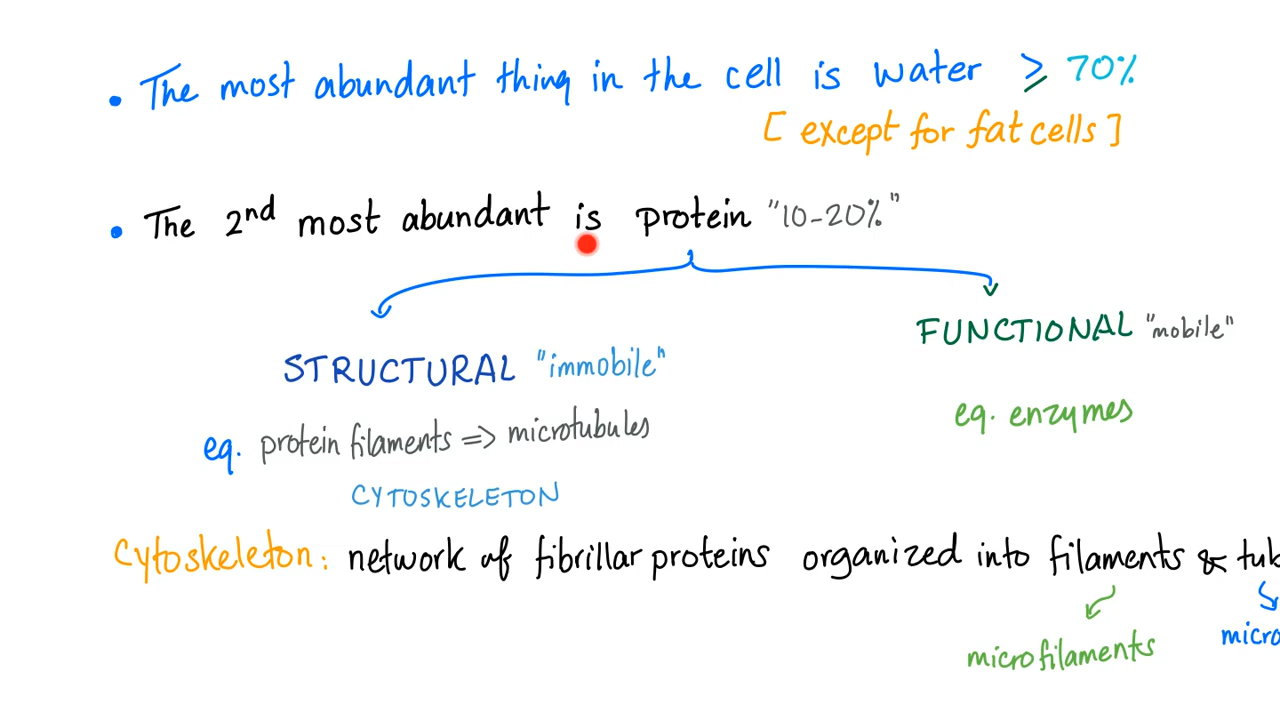 • The most abundant thing in the cell is water ≥ 70%
[ except for fat cells ]
• The 2nd most abundant is protein "10-20%"
FUNCTIONAL "mobile"
STRUCTURAL "immobile"
eg. enzymes
eg. protein filaments => microtubules
CYTOSKELETON
Cytoskeleton: network of fibrillar proteins organized into filaments & tub
microfilaments
micro